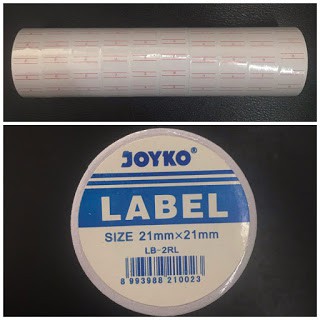 JOYKO®
LABEL
SIZE 21mm×21mm
LB-2RL
8 993988 210023